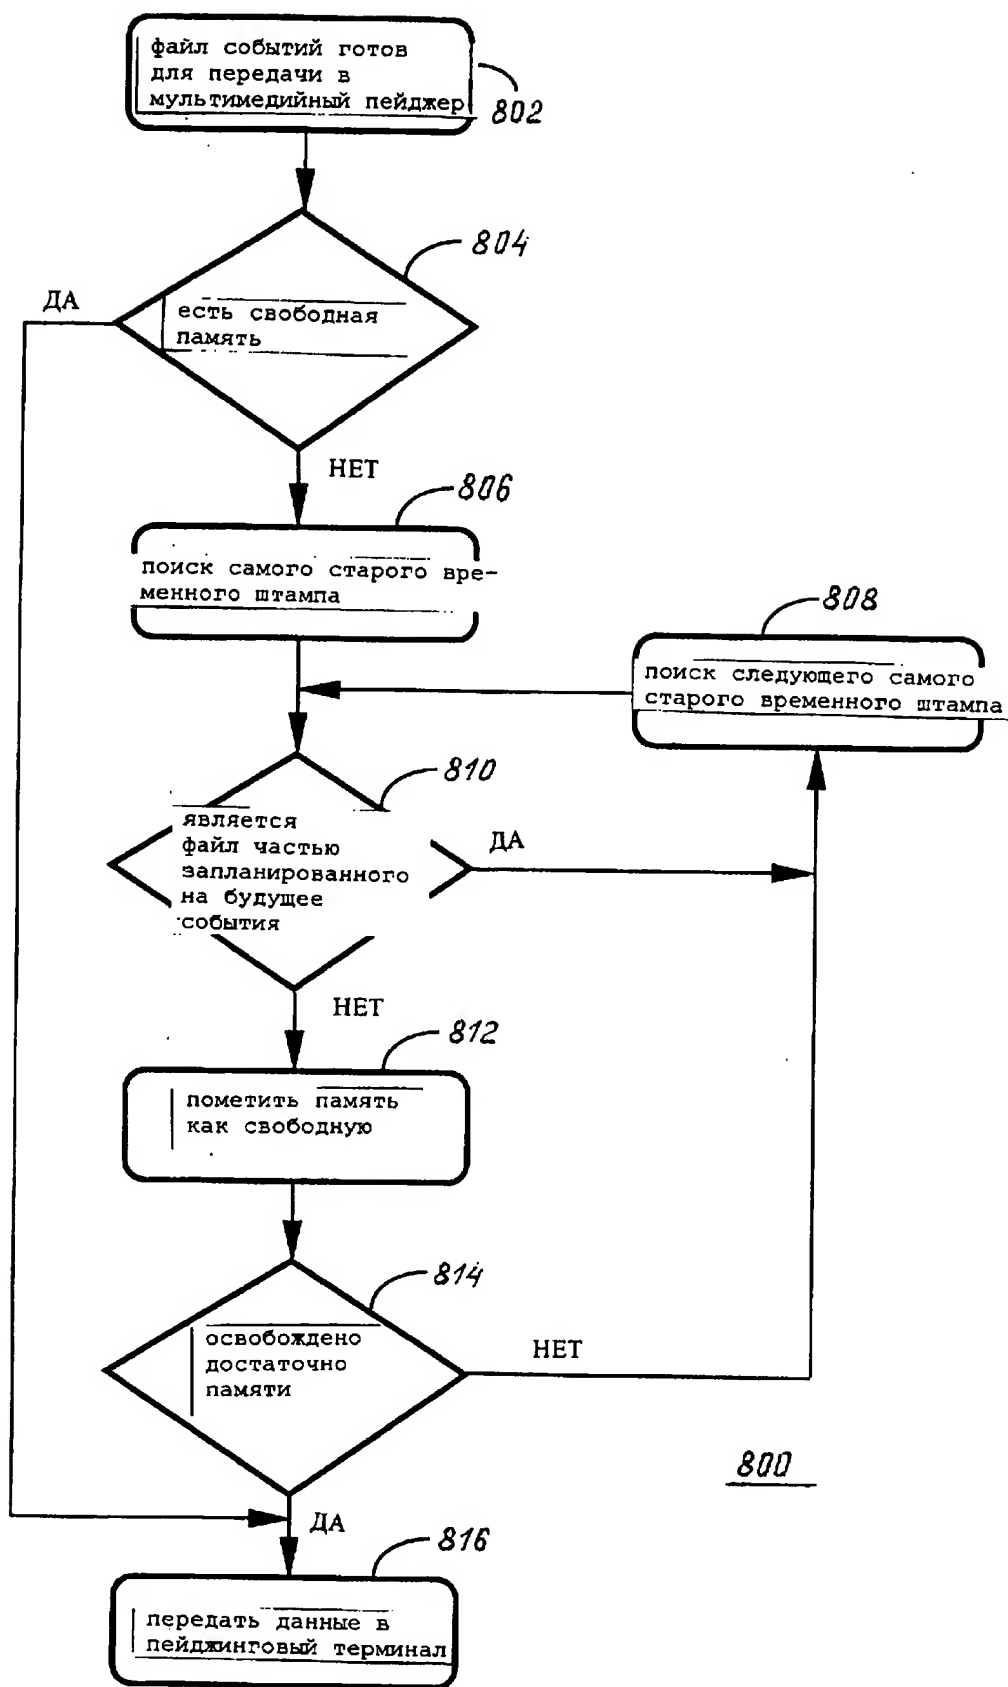 файл событий готов
для передачи в
мультимедийный пейджер
802
804
ДА
есть свободная
память
НЕТ
806
поиск самого старого вре-
менного штампа
808
поиск следующего самого
старого временного штампа
810
является
файл частью
запланированного
на будущее
события
ДА
НЕТ
812
пометить память
как свободную
814
освобождено
достаточно
памяти
НЕТ
800
ДА
816
передать данные в
пейджинговый терминал